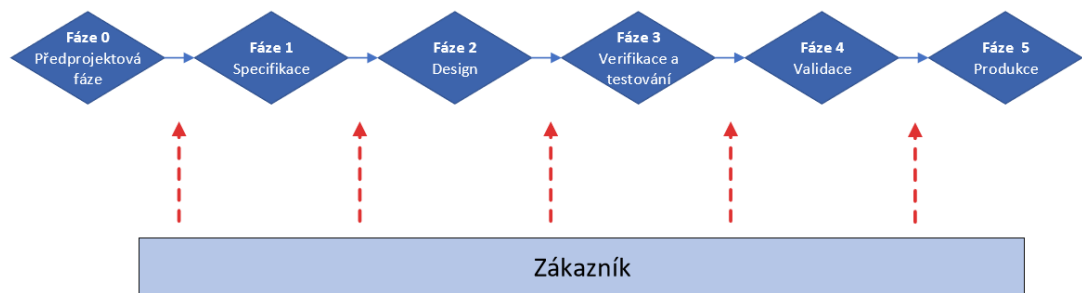 Fáze 0
Předprojektová
fáze
Fáze 1
Specifikace
Fáze 2
Design
Fáze 3
Verifikace a
testování
Fáze 4
Validace
Fáze 5
Produkce
Zákazník